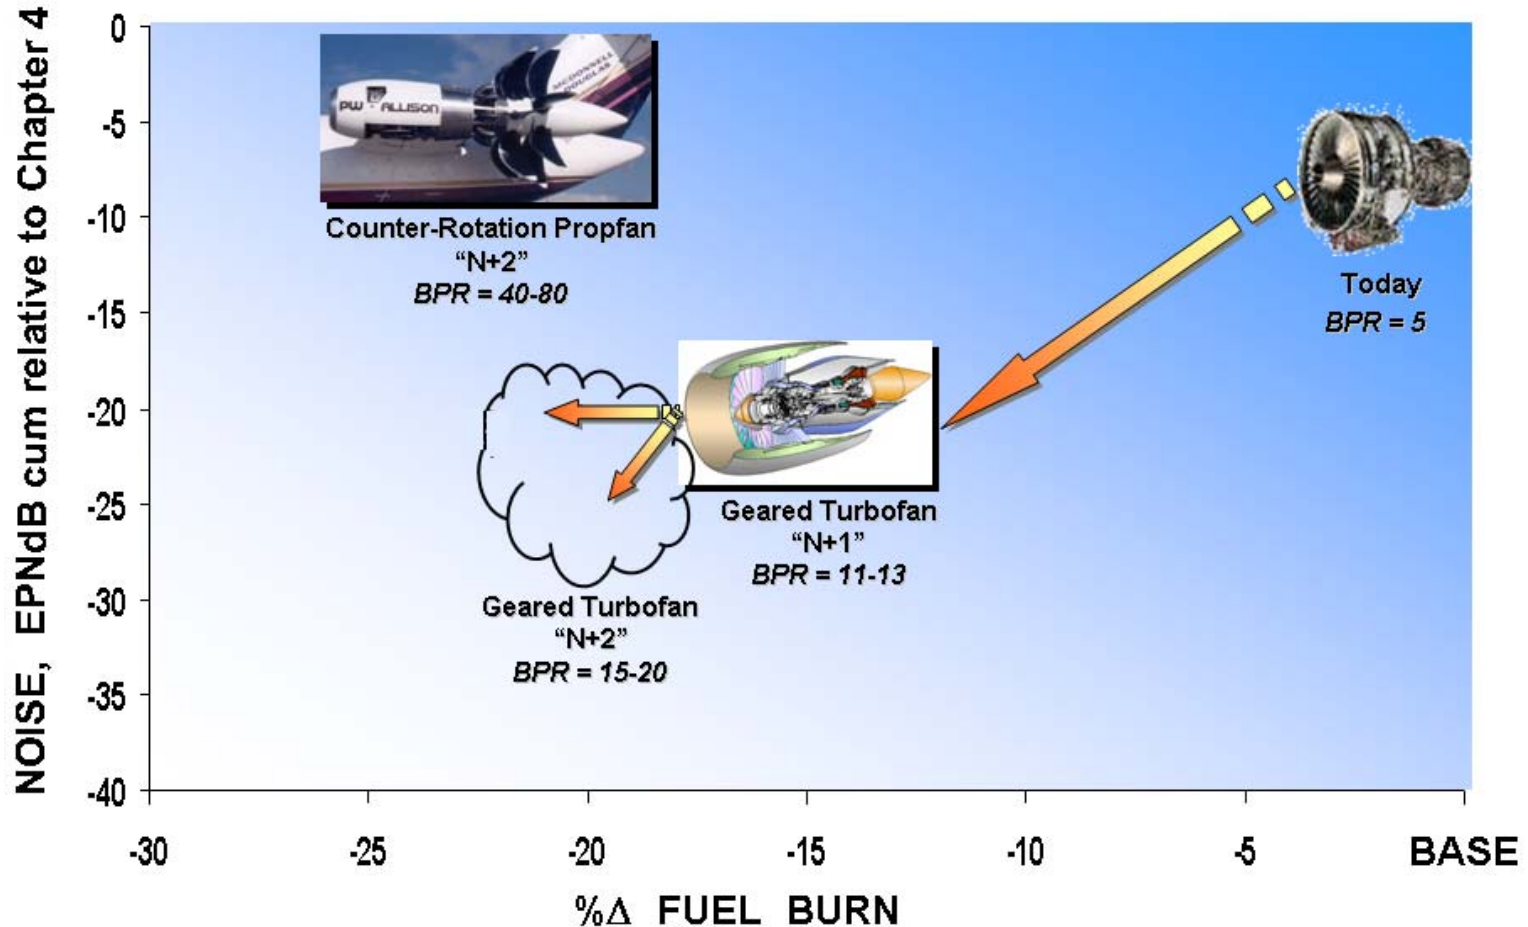 NOISE, EPNdB cum relative to Chapter 4
0
-5
-10
-15
-20
-25
-30
-35
-40
PW ALLISON
MCDONNELL
DOUGLAS
Counter-Rotation Propfan
“N+2”
BPR = 40-80
Today
BPR = 5
Geared Turbofan
“N+1”
BPR = 11-13
Geared Turbofan
“N+2”
BPR = 15-20
-30
-25
-20
-15
-10
-5
BASE
%Δ FUEL BURN